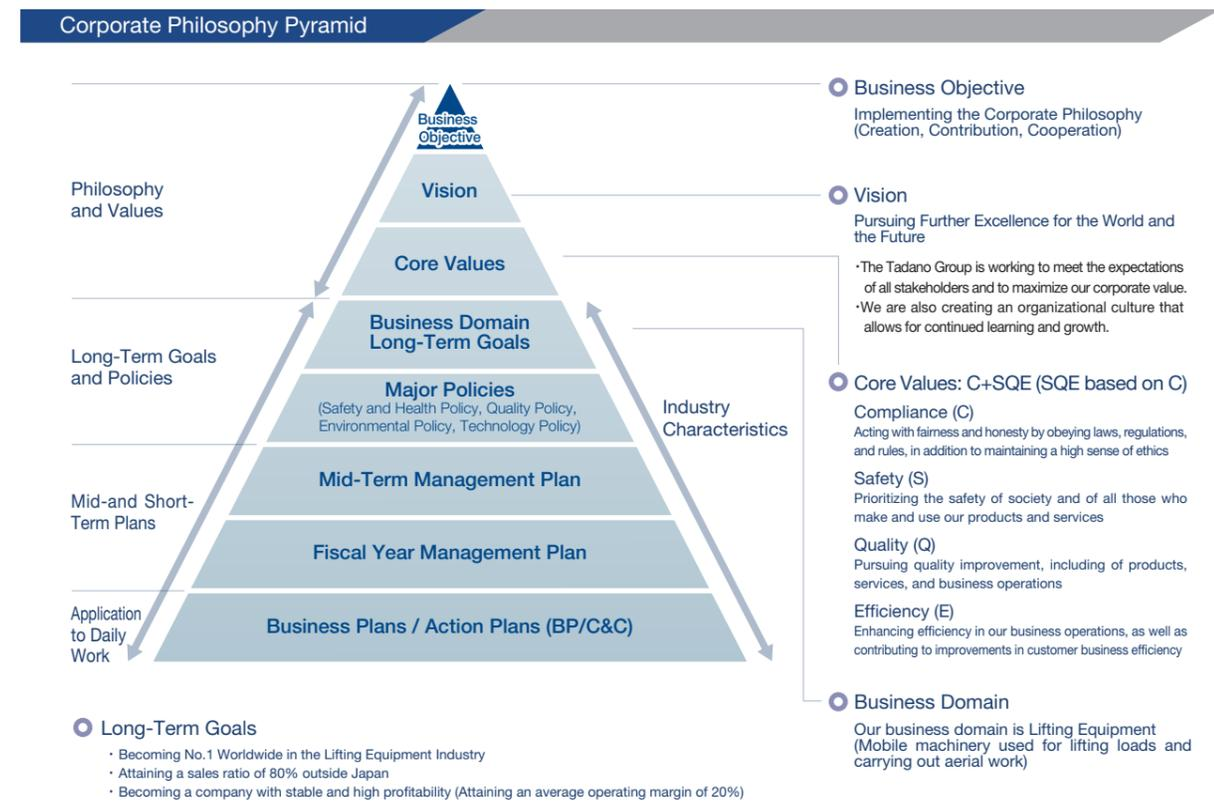 Corporate Philosophy Pyramid
Business
Objective
Vision
Core Values
Business Domain
Long-Term Goals
Major Policies
(Safety and Health Policy, Quality Policy,
Environmental Policy, Technology Policy)
Mid-Term Management Plan
Fiscal Year Management Plan
Business Plans / Action Plans (BP/C&C)
Philosophy
and Values
Long-Term Goals
and Policies
Mid-and Short-
Term Plans
Application
to Daily
Work
Industry
Characteristics
Business Objective
Implementing the Corporate Philosophy
(Creation, Contribution, Cooperation)
Vision
Pursuing Further Excellence for the World and
the Future
・The Tadano Group is working to meet the expectations
of all stakeholders and to maximize our corporate value.
・We are also creating an organizational culture that
allows for continued learning and growth.
Core Values: C+SQE (SQE based on C)
Compliance (C)
Acting with fairness and honesty by obeying laws, regulations,
and rules, in addition to maintaining a high sense of ethics
Safety (S)
Prioritizing the safety of society and of all those who
make and use our products and services
Quality (Q)
Pursuing quality improvement, including of products,
services, and business operations
Efficiency (E)
Enhancing efficiency in our business operations, as well as
contributing to improvements in customer business efficiency
Business Domain
Our business domain is Lifting Equipment
(Mobile machinery used for lifting loads and
carrying out aerial work)
Long-Term Goals
・Becoming No.1 Worldwide in the Lifting Equipment Industry
・Attaining a sales ratio of 80% outside Japan
・Becoming a company with stable and high profitability (Attaining an average operating margin of 20%)